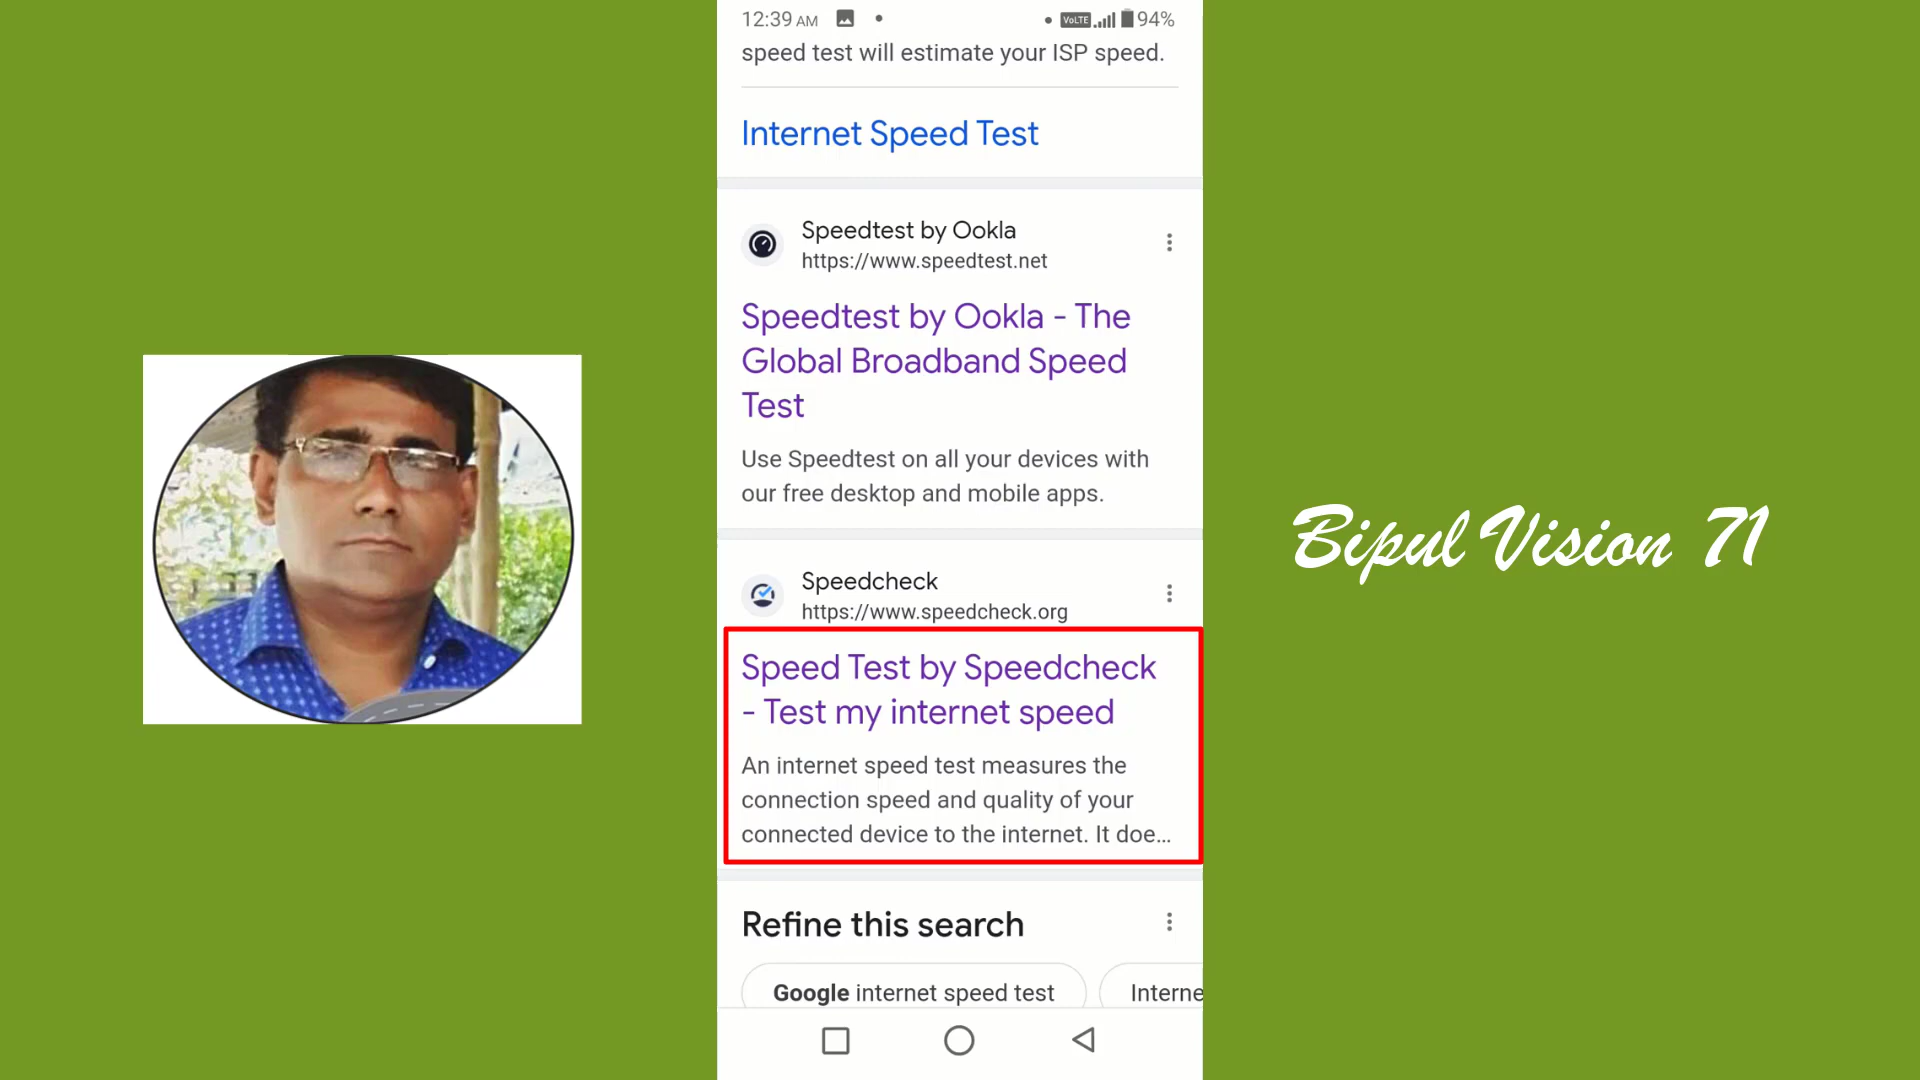 12:39 AM VoLTE 94%
speed test will estimate your ISP speed.
Internet Speed Test
Speedtest by Ookla
https://www.speedtest.net
Speedtest by Ookla - The
Global Broadband Speed
Test
Use Speedtest on all your devices with
our free desktop and mobile apps.
Speedcheck
https://www.speedcheck.org
Speed Test by Speedcheck
- Test my internet speed
An internet speed test measures the
connection speed and quality of your
connected device to the internet. It doe...
Refine this search
Google internet speed test Interne
Bipul Vision 71